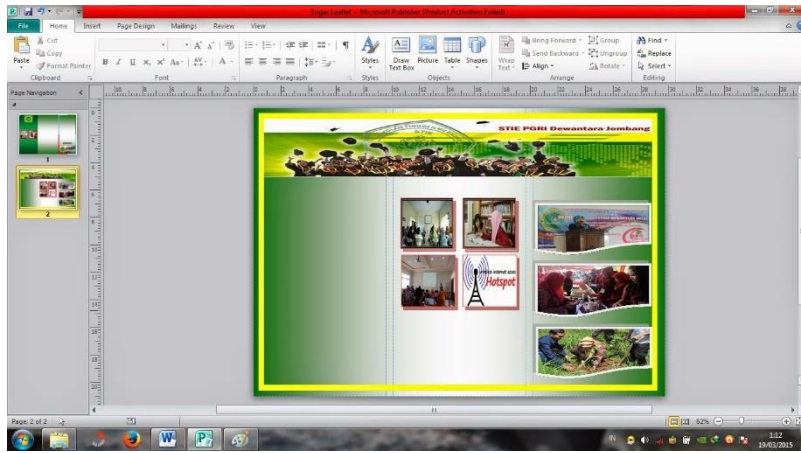 Tugas Leaflet - Microsoft Publisher (Product Activation Failed)
File Home Insert Page Design Mailings Review View
Cut
Copy
Format Painter
Paste
Clipboard
B I U
Font
Paragraph
Styles
Styles
Draw Text Box
Picture
Table
Shapes
Objects
Wrap Text
Bring Forward
Send Backward
Align
Group
Ungroup
Rotate
Arrange
Find
Replace
Select
Editing
Page Navigation
1
2
STIE PGRI Dewantara Jombang
Hotspot
Page: 2 of 2
62%
IN
1:12
19/03/2015